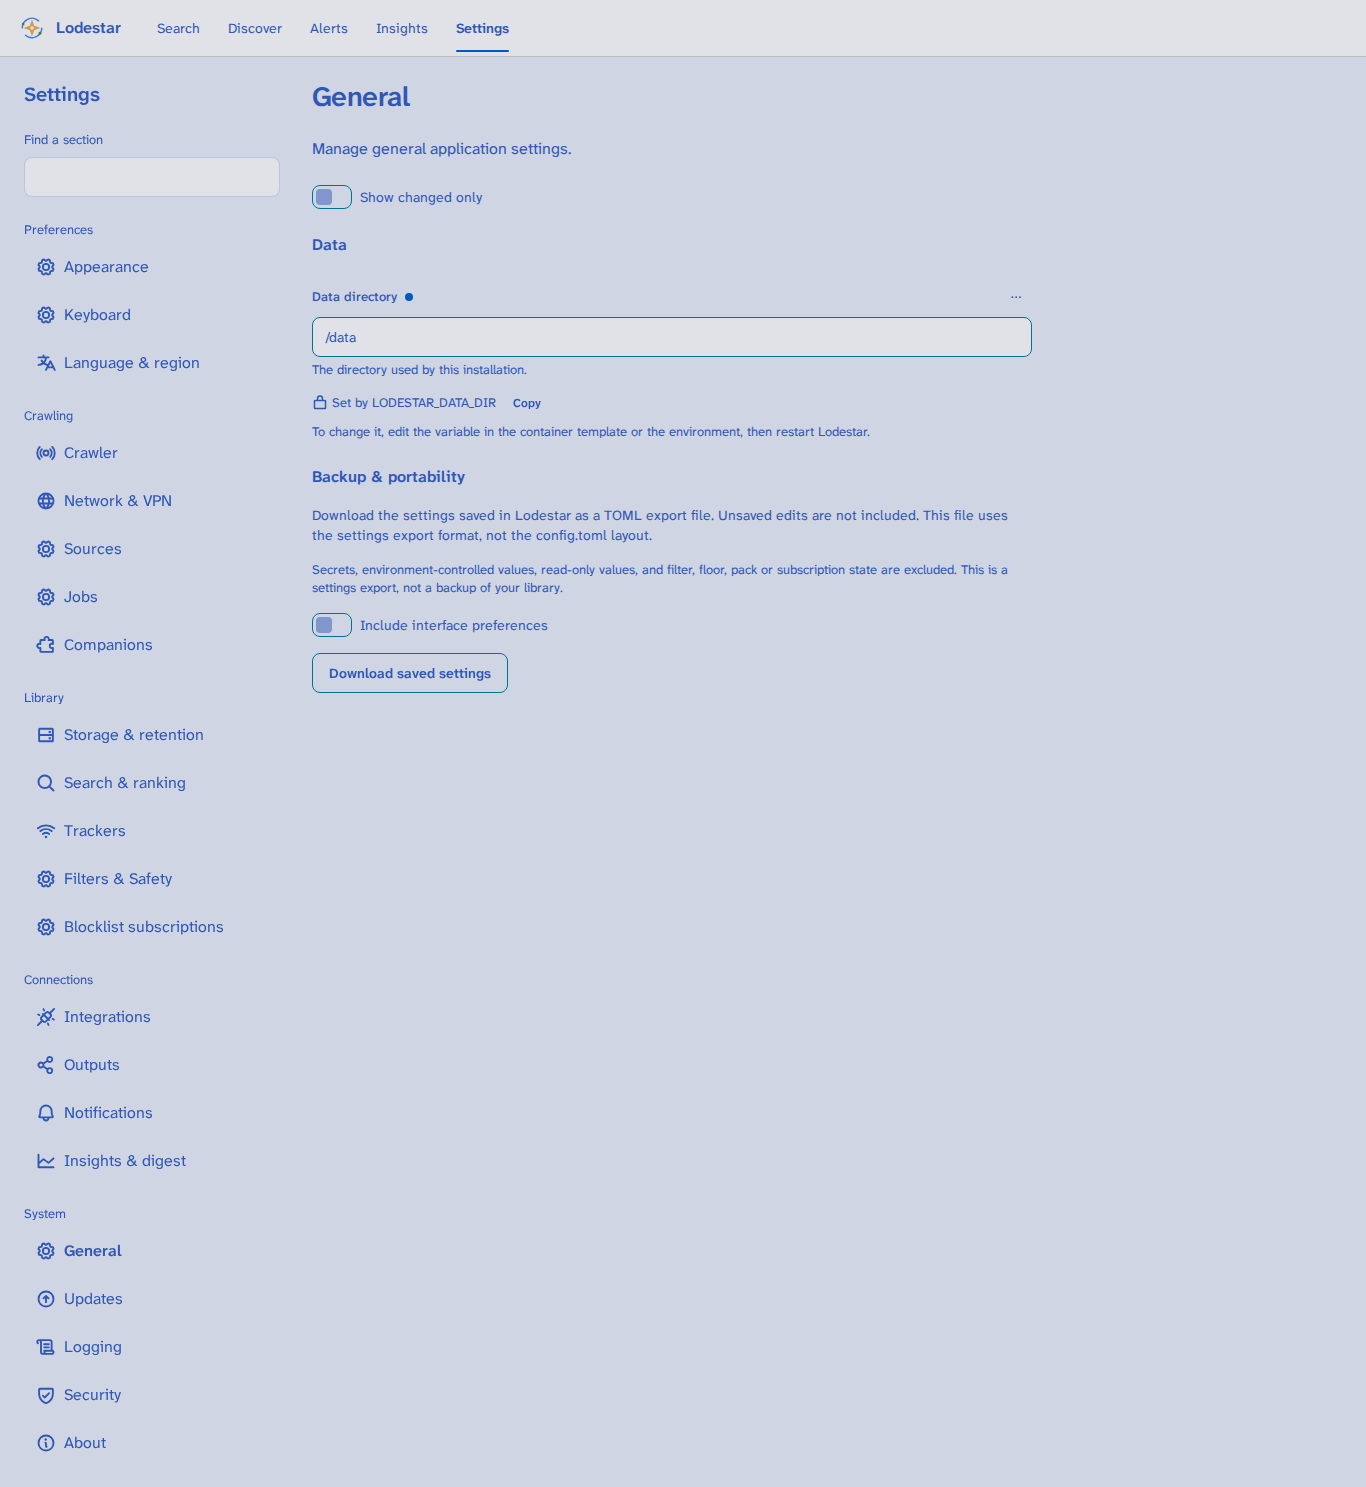 Lodestar
Search
Discover
Alerts
Insights
Settings
Settings
Find a section
Preferences
Appearance
Keyboard
Language & region
Crawling
Crawler
Network & VPN
Sources
Jobs
Companions
Library
Storage & retention
Search & ranking
Trackers
Filters & Safety
Blocklist subscriptions
Connections
Integrations
Outputs
Notifications
Insights & digest
System
General
Updates
Logging
Security
About
General
Manage general application settings.
Show changed only
Data
Data directory
...
/data
The directory used by this installation.
Set by LODESTAR_DATA_DIR
Copy
To change it, edit the variable in the container template or the environment, then restart Lodestar.
Backup & portability
Download the settings saved in Lodestar as a TOML export file. Unsaved edits are not included. This file uses
the settings export format, not the config.toml layout.
Secrets, environment-controlled values, read-only values, and filter, floor, pack or subscription state are excluded. This is a
settings export, not a backup of your library.
Include interface preferences
Download saved settings